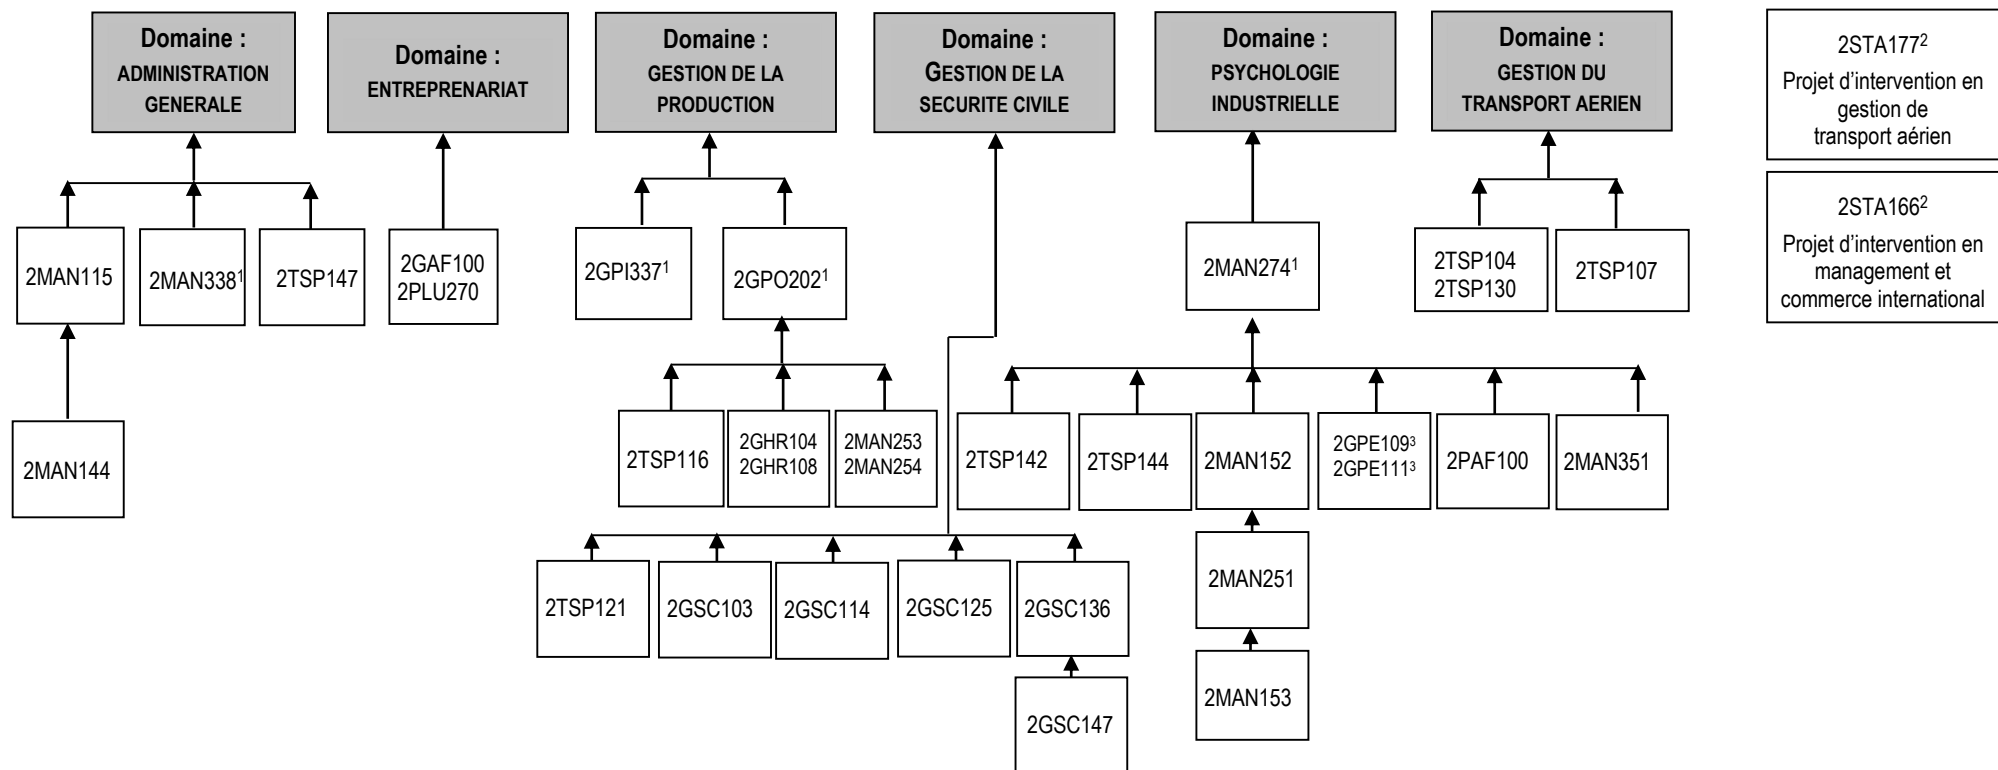 Domaine :
ADMINISTRATION
GENERALE
Domaine :
ENTREPRENARIAT
Domaine :
GESTION DE LA
PRODUCTION
Domaine :
GESTION DE LA
SECURITE CIVILE
Domaine :
PSYCHOLOGIE
INDUSTRIELLE
Domaine :
GESTION DU
TRANSPORT AERIEN
2STA177²
Projet d'intervention en
gestion de
transport aérien
2STA166²
Projet d'intervention en
management et
commerce international
2MAN115
2MAN338¹
2TSP147
2GAF100
2PLU270
2GPI337¹
2GPO202¹
2MAN274¹
2TSP104
2TSP130
2TSP107
2MAN144
2TSP116
2GHR104
2GHR108
2MAN253
2MAN254
2TSP142
2TSP144
2MAN152
2GPE109³
2GPE111³
2PAF100
2MAN351
2TSP121
2GSC103
2GSC114
2GSC125
2GSC136
2MAN251
2GSC147
2MAN153